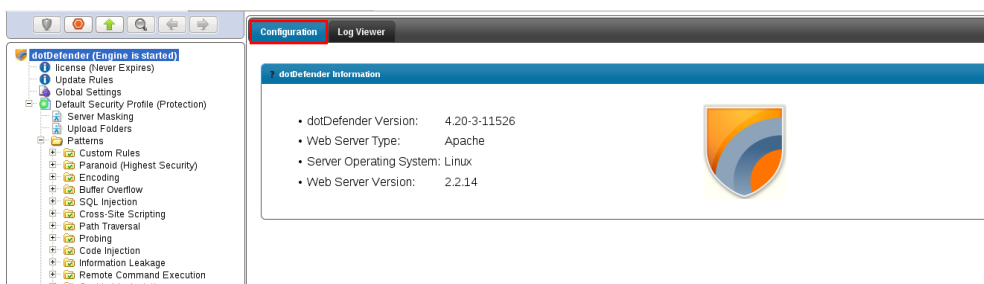 Configuration
Log Viewer
dotDefender (Engine is started)
license (Never Expires)
Update Rules
Global Settings
Default Security Profile (Protection)
Server Masking
Upload Folders
Patterns
Custom Rules
Paranoid (Highest Security)
Encoding
Buffer Overflow
SQL Injection
Cross-Site Scripting
Path Traversal
Probing
Code Injection
Information Leakage
Remote Command Execution
? dotDefender Information
• dotDefender Version: 4.20-3-11526
• Web Server Type: Apache
• Server Operating System: Linux
• Web Server Version: 2.2.14